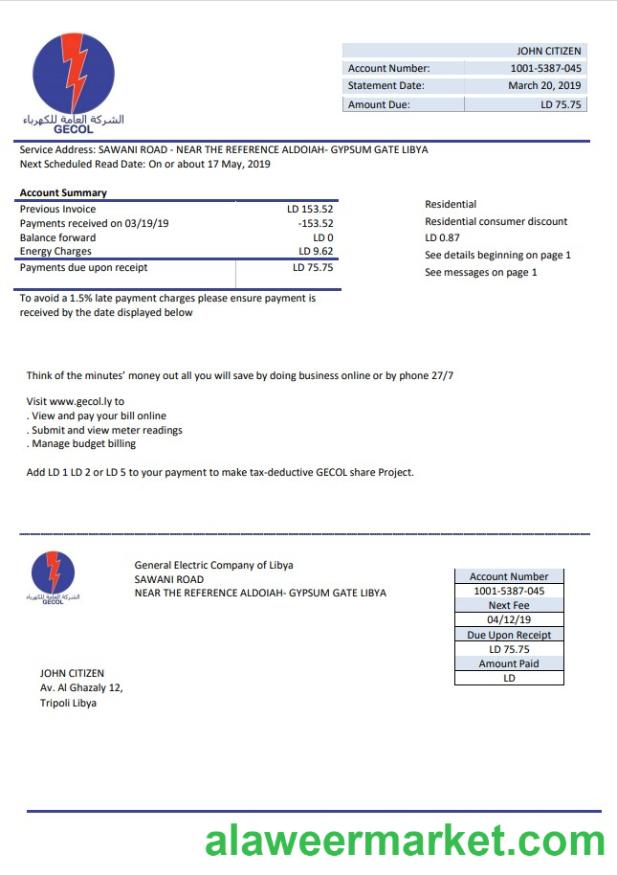 الشركة العامة للكهرباء
GECOL
JOHN CITIZEN
Account Number: 1001-5387-045
Statement Date: March 20, 2019
Amount Due: LD 75.75
Service Address: SAWANI ROAD - NEAR THE REFERENCE ALDOIAH- GYPSUM GATE LIBYA
Next Scheduled Read Date: On or about 17 May, 2019
Account Summary
Previous Invoice LD 153.52
Payments received on 03/19/19 -153.52
Balance forward LD 0
Energy Charges LD 9.62
Payments due upon receipt LD 75.75
Residential
Residential consumer discount
LD 0.87
See details beginning on page 1
See messages on page 1
To avoid a 1.5% late payment charges please ensure payment is
received by the date displayed below
Think of the minutes' money out all you will save by doing business online or by phone 27/7
Visit www.gecol.ly to
. View and pay your bill online
. Submit and view meter readings
. Manage budget billing
Add LD 1 LD 2 or LD 5 to your payment to make tax-deductive GECOL share Project.
الشركة العامة للكهرباء
GECOL
General Electric Company of Libya
SAWANI ROAD
NEAR THE REFERENCE ALDOIAH- GYPSUM GATE LIBYA
Account Number
1001-5387-045
Next Fee
04/12/19
Due Upon Receipt
LD 75.75
Amount Paid
LD
JOHN CITIZEN
Av. Al Ghazaly 12,
Tripoli Libya
alaweermarket.com